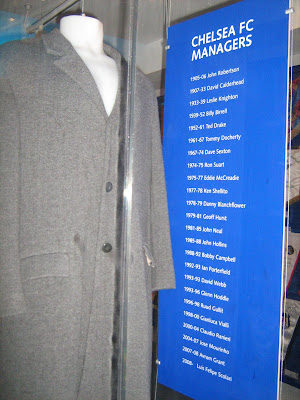 CHELSEA FC
MANAGERS
1905-06 John Robertson
1907-33 David Calderhead
1933-39 Leslie Knighton
1939-52 Billy Birrell
1952-61 Ted Drake
1961-67 Tommy Docherty
1967-74 Dave Sexton
1974-75 Ron Suart
1975-77 Eddie McCreadie
1977-78 Ken Shellito
1978-79 Danny Blanchflower
1979-81 Geoff Hurst
1981-85 John Neal
1985-88 John Hollins
1988-92 Bobby Campbell
1992-93 Ian Porterfield
1993-93 David Webb
1993-96 Glenn Hoddle
1996-98 Ruud Gullit
1998-00 Gianluca Vialli
2000-04 Claudio Ranieri
2004-07 Jose Mourinho
2007-08 Avram Grant
2008- Luis Felipe Scolari